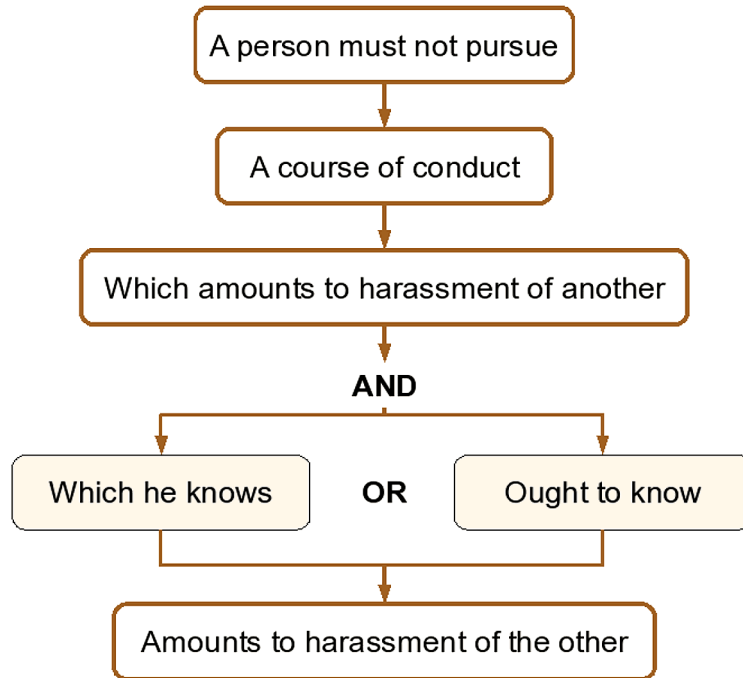 A person must not pursue
A course of conduct
Which amounts to harassment of another
AND
Which he knows
OR
Ought to know
Amounts to harassment of the other